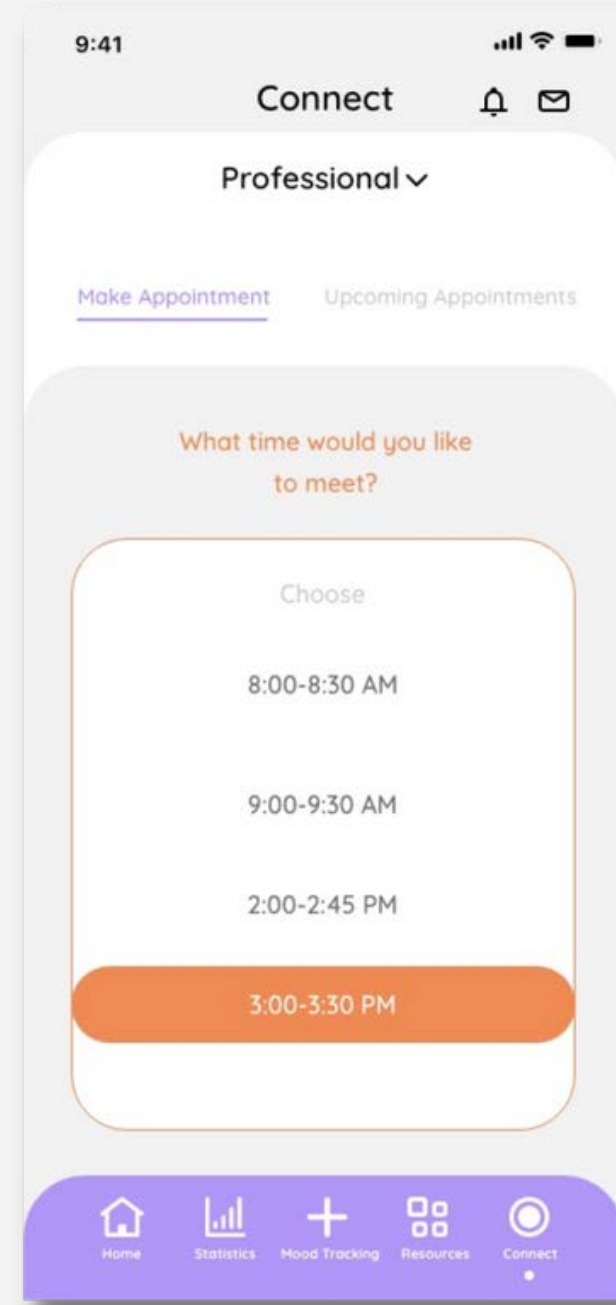 9:41
Connect
Professional
Make Appointment Upcoming Appointments
What time would you like
to meet?
Choose
8:00-8:30 AM
9:00-9:30 AM
2:00-2:45 PM
3:00-3:30 PM
Home Statistics Mood Tracking Resources Connect